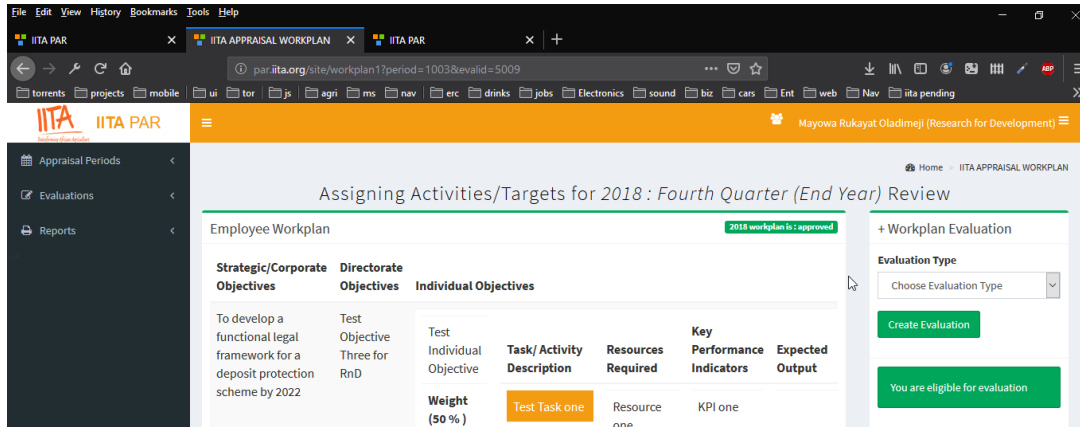 File Edit View History Bookmarks Tools Help
IITA PAR
IITA APPRAISAL WORKPLAN
IITA PAR
par.iita.org/site/workplan1?period=1003&evalid=5009
ABP
torrents projects mobile ui tor js agri ms nav erc drinks jobs Electronics sound biz cars Ent web Nav iita pending
IITA
Transforming African Agriculture
IITA PAR
Mayowa Rukayat Oladimeji (Research for Development)
Appraisal Periods
Evaluations
Reports
Home > IITA APPRAISAL WORKPLAN
Assigning Activities/Targets for 2018 : Fourth Quarter (End Year) Review
Employee Workplan
2018 workplan is : approved
Strategic/Corporate
Objectives
Directorate
Objectives
Individual Objectives
To develop a
functional legal
framework for a
deposit protection
scheme by 2022
Test
Objective
Three for
RnD
Test
Individual
Objective
Task/ Activity
Description
Resources
Required
Key
Performance
Indicators
Expected
Output
Weight
(50 % )
Test Task one
Resource
one
KPI one
+ Workplan Evaluation
Evaluation Type
Choose Evaluation Type
Create Evaluation
You are eligible for evaluation